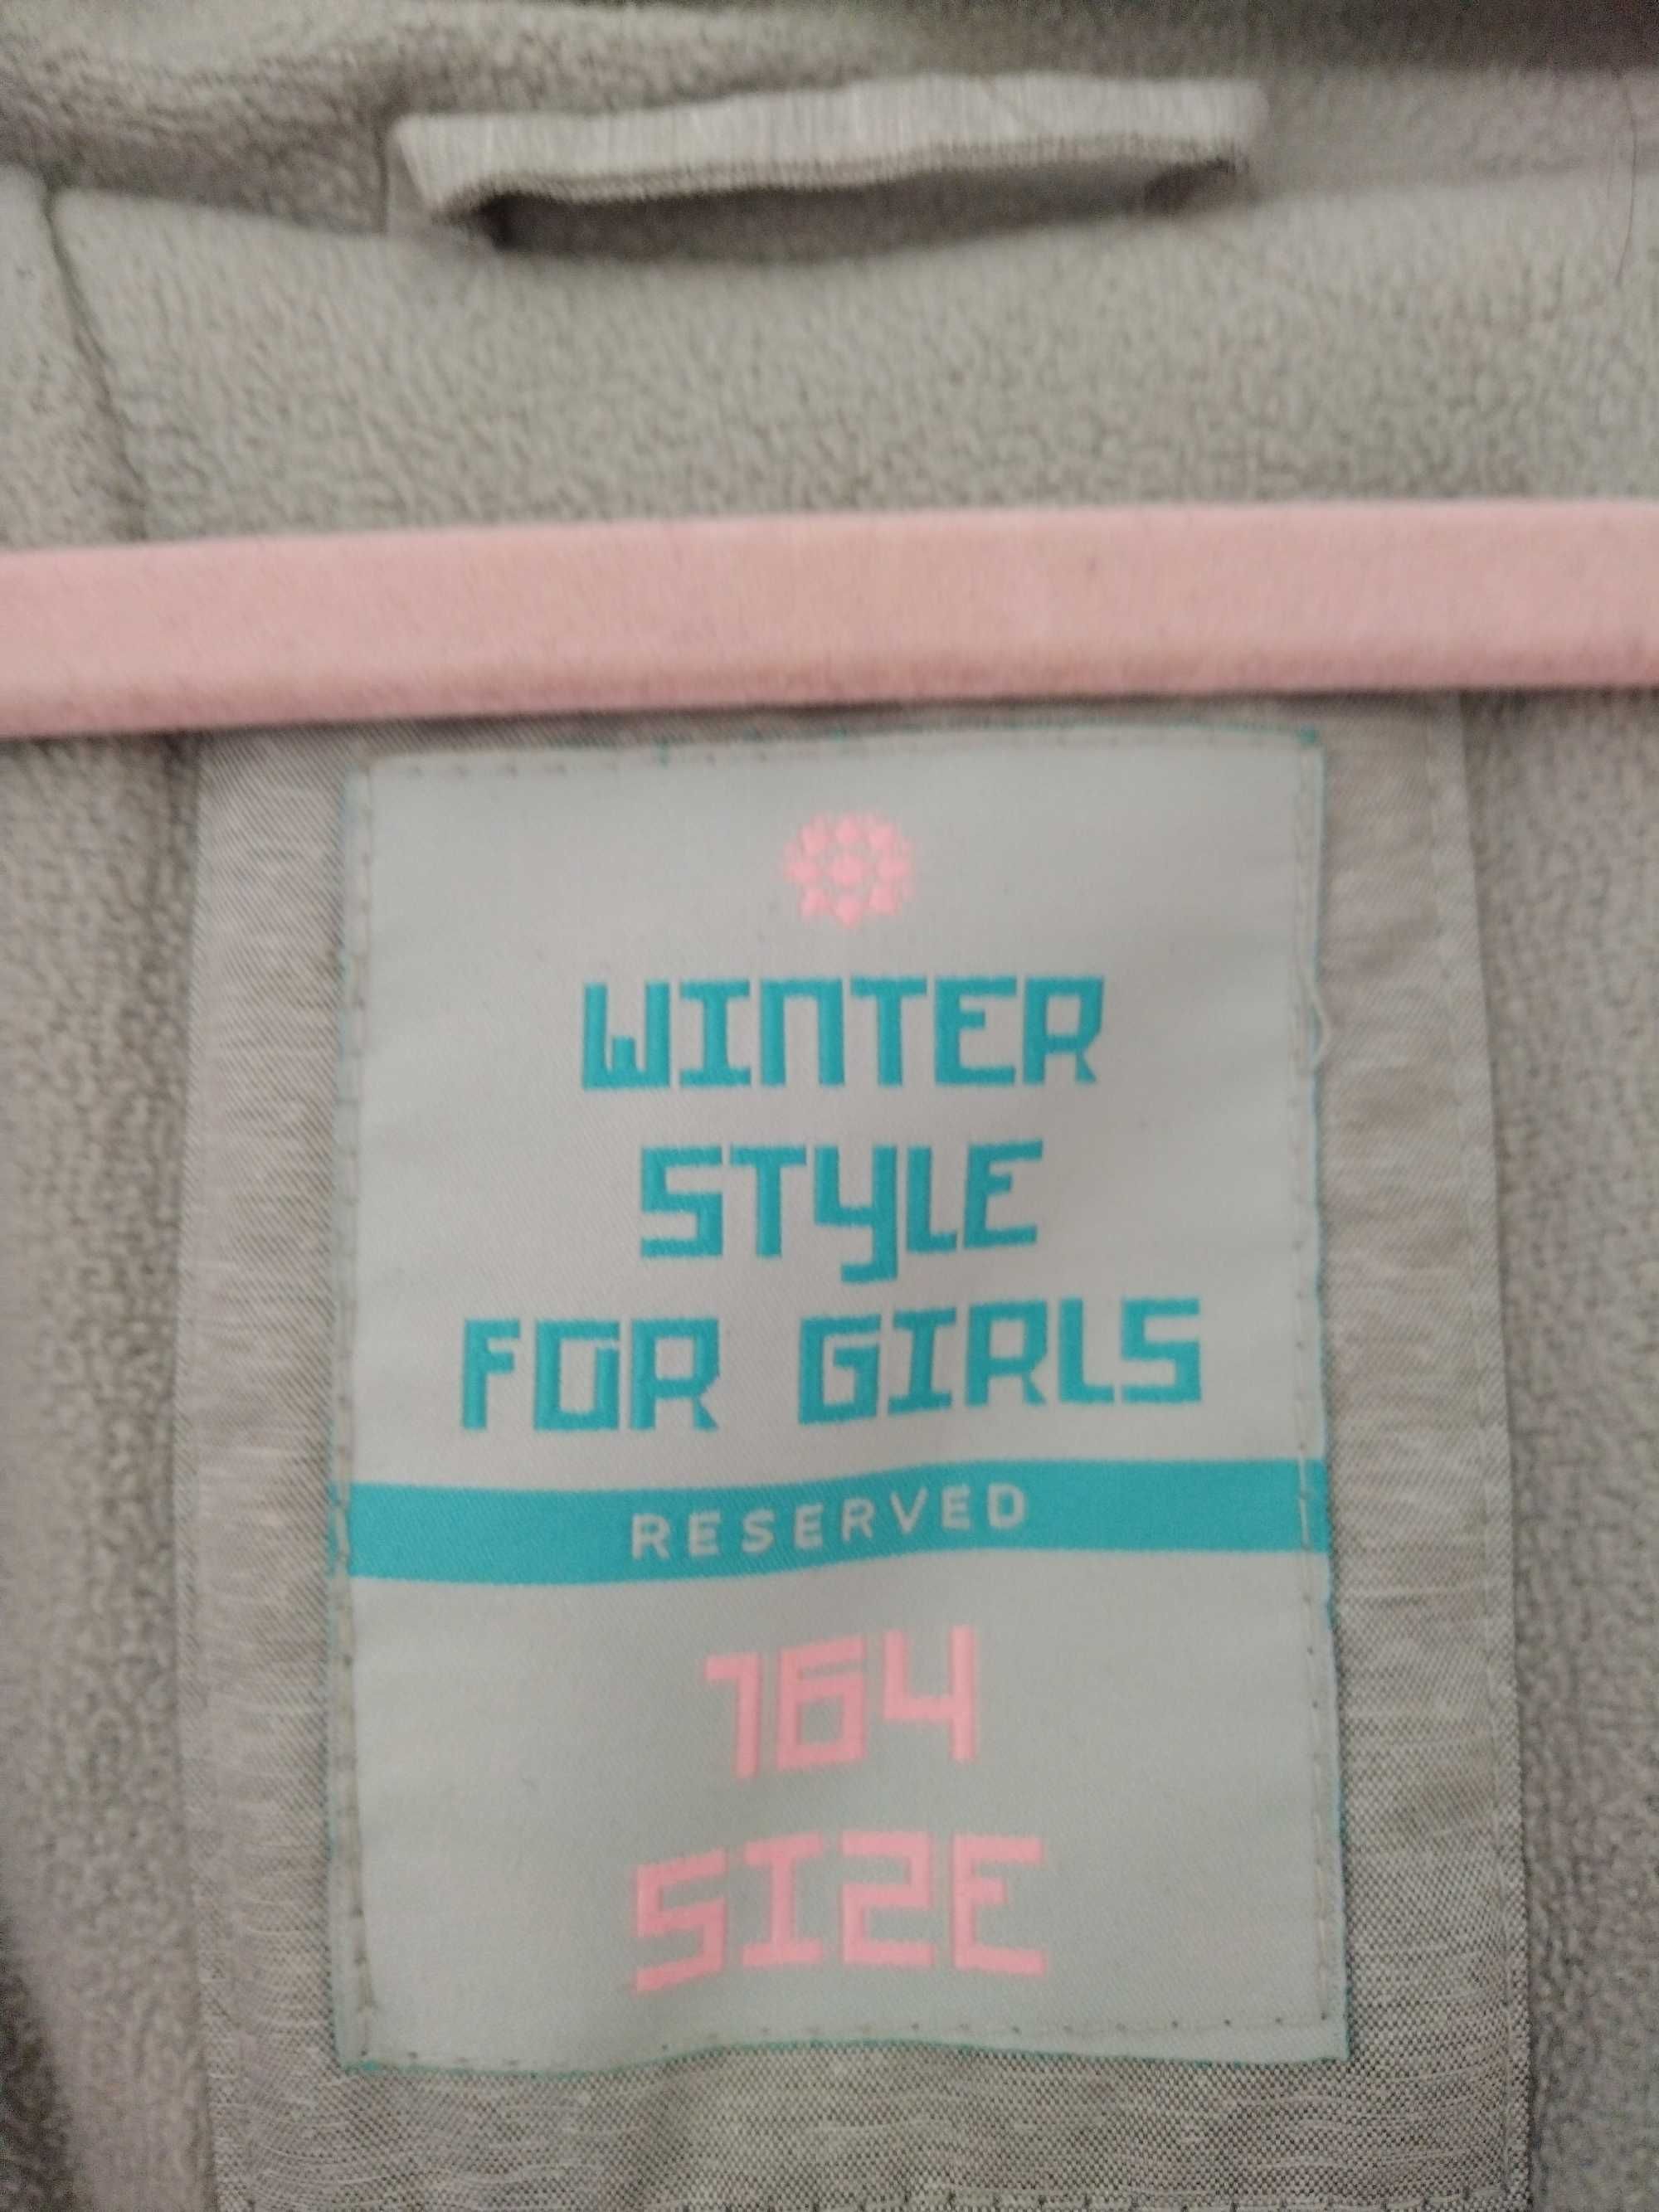 WINTER
STYLE
FOR GIRLS
RESERVED
164
SIZE